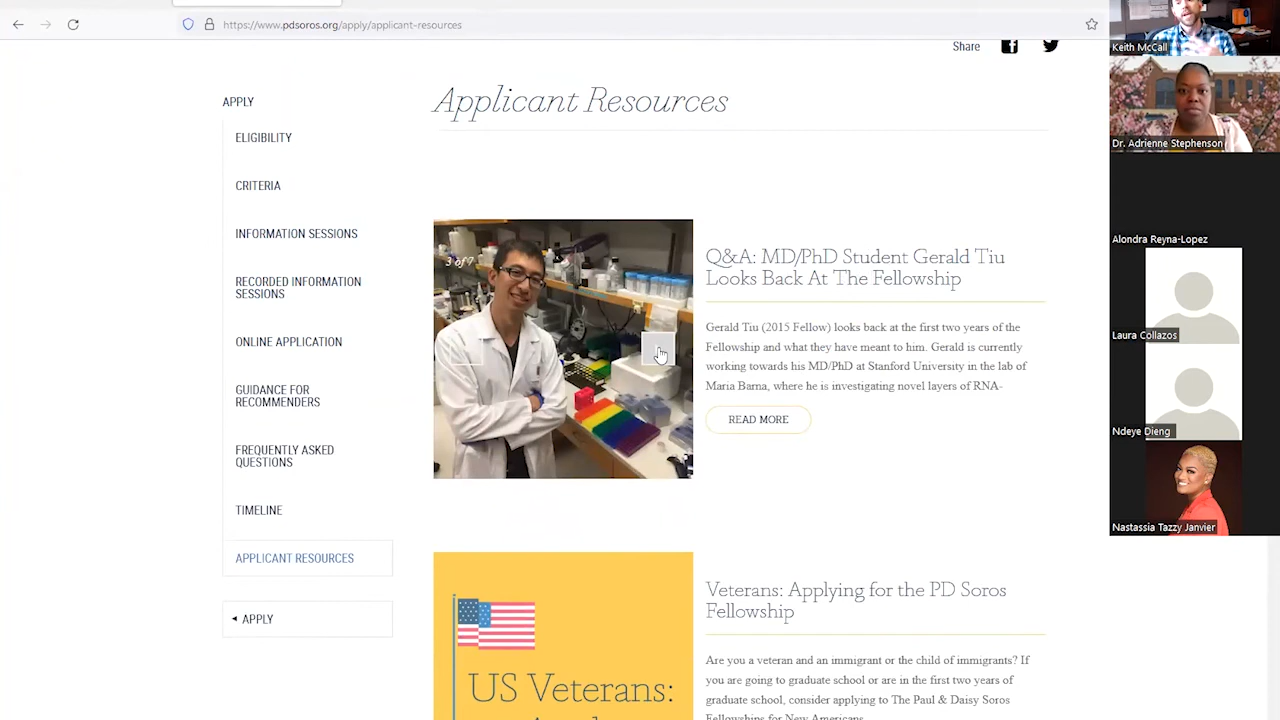 https://www.pdsoros.org/apply/applicant-resources
Share
Keith McCall
Dr. Adrienne Stephenson
Alondra Reyna-Lopez
Laura Collazos
Ndeye Dieng
Nastassia Tazzy Janvier
APPLY
ELIGIBILITY
CRITERIA
INFORMATION SESSIONS
RECORDED INFORMATION
SESSIONS
ONLINE APPLICATION
GUIDANCE FOR
RECOMMENDERS
FREQUENTLY ASKED
QUESTIONS
TIMELINE
APPLICANT RESOURCES
APPLY
Applicant Resources
3 of 7
Q&A: MD/PhD Student Gerald Tiu
Looks Back At The Fellowship
Gerald Tiu (2015 Fellow) looks back at the first two years of the
Fellowship and what they have meant to him. Gerald is currently
working towards his MD/PhD at Stanford University in the lab of
Maria Barna, where he is investigating novel layers of RNA-
READ MORE
US Veterans:
Veterans: Applying for the PD Soros
Fellowship
Are you a veteran and an immigrant or the child of immigrants? If
you are going to graduate school or are in the first two years of
graduate school, consider applying to The Paul & Daisy Soros
Fellowships for New Americans.